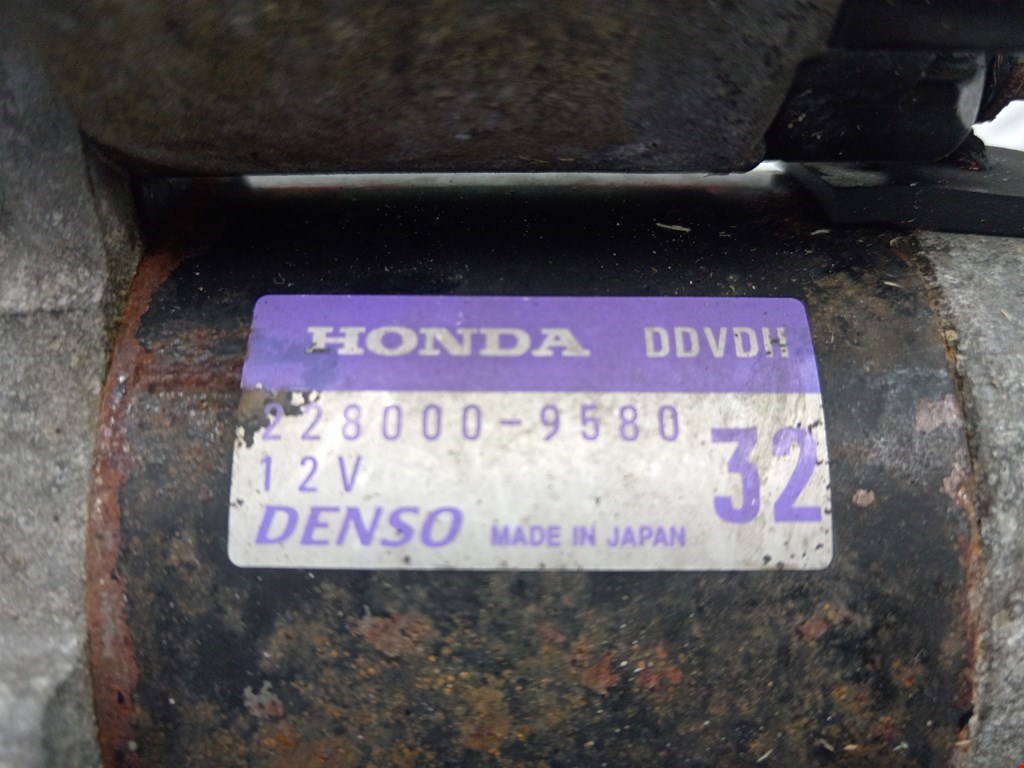 HONDA DDVDH
228000-9580
12V 32
DENSO MADE IN JAPAN